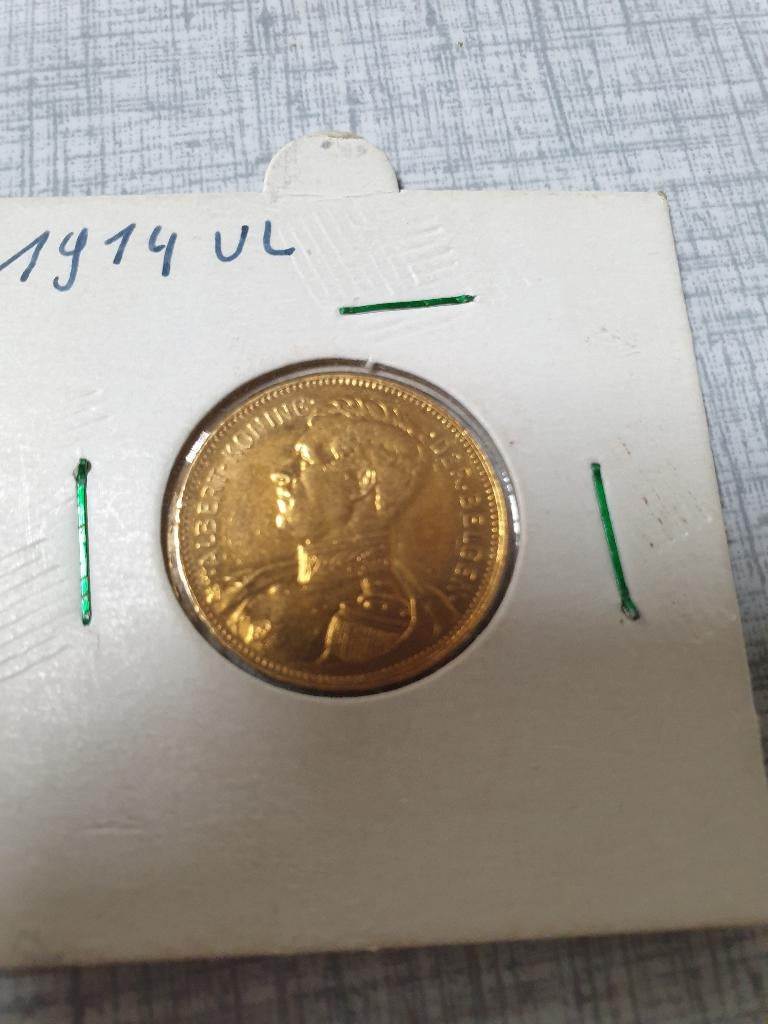 1914 VL
ALBERT KONING DER BELGEN